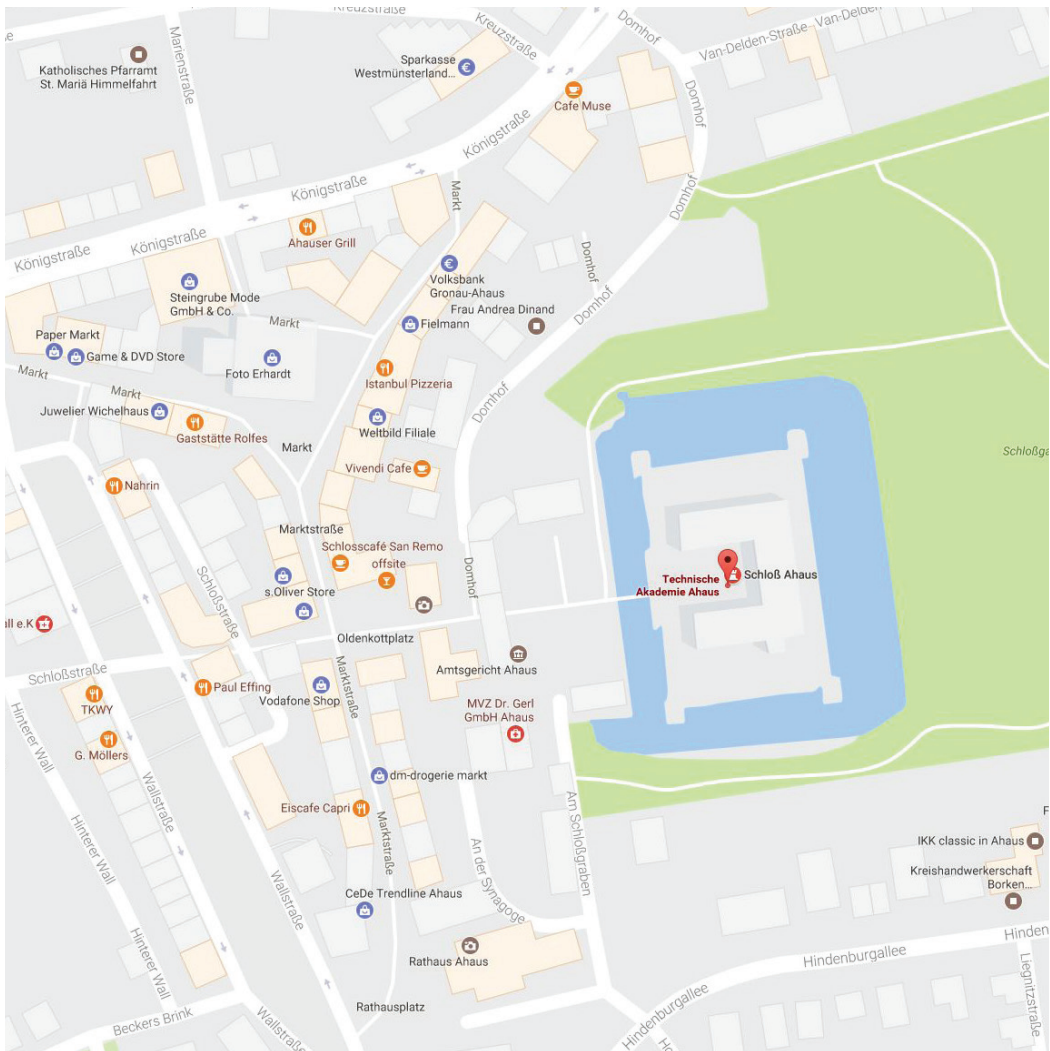 Kreuzstraße
Katholisches Pfarramt
St. Mariä Himmelfahrt
Marienstraße
Sparkasse
Westmünsterland...
Kreuzstraße
Domhof
Van-Delden-Straße
Van-Delden
Cafe Muse
Domhof
Königstraße
Königstraße
Königstraße
Königstraße
Markt
Domhof
Domhof
Domhof
Ahauser Grill
Volksbank
Gronau-Ahaus
Steingrube Mode
GmbH & Co.
Frau Andrea Dinand
Markt
Fielmann
Paper Markt
Game & DVD Store
Foto Erhardt
Markt
Istanbul Pizzeria
Markt
Domhof
Juwelier Wichelhaus
Gaststätte Rolfes
Weltbild Filiale
Markt
Schloßga
Vivendi Cafe
Nahrin
Marktstraße
Schlosscafé San Remo
offsite
Domhof
Schloßstraße
s.Oliver Store
Technische
Akademie Ahaus
Schloß Ahaus
all e.K
Oldenkottplatz
Schloßstraße
Amtsgericht Ahaus
Paul Effing
Vodafone Shop
Marktstraße
TKWY
MVZ Dr. Gerl
GmbH Ahaus
Hinterer Wall
G. Möllers
dm-drogerie markt
Wallstraße
Eiscafe Capri
Marktstraße
Am Schloßgraben
F
IKK classic in Ahaus
Hinterer Wall
An der Synagoge
Kreishandwerkerschaft
Borken...
Wallstraße
CeDe Trendline Ahaus
Hinden
Hindenburgallee
Hinterer Wall
Rathaus Ahaus
Liegnitzstraße
Hindenburgallee
Rathausplatz
Beckers Brink
Wallstraße
Ho